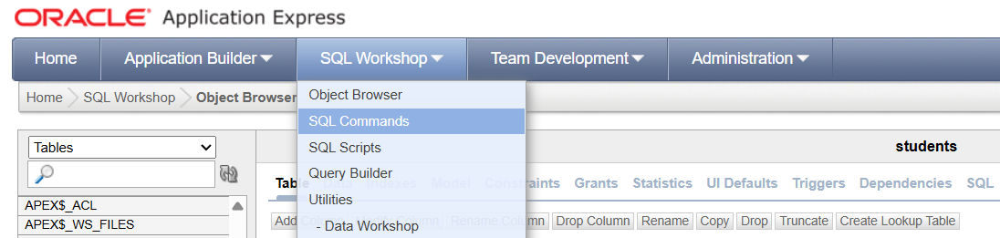 ORACLE Application Express
Home Application Builder SQL Workshop Team Development Administration
Home SQL Workshop Object Browser
Object Browser
SQL Commands
SQL Scripts
Query Builder
Utilities
- Data Workshop
Tables
APEX$_ACL
APEX$_WS_FILES
students
Table Data Indexes Model Constraints Grants Statistics UI Defaults Triggers Dependencies SQL
Add Column Modify Column Rename Column Drop Column Rename Copy Drop Truncate Create Lookup Table